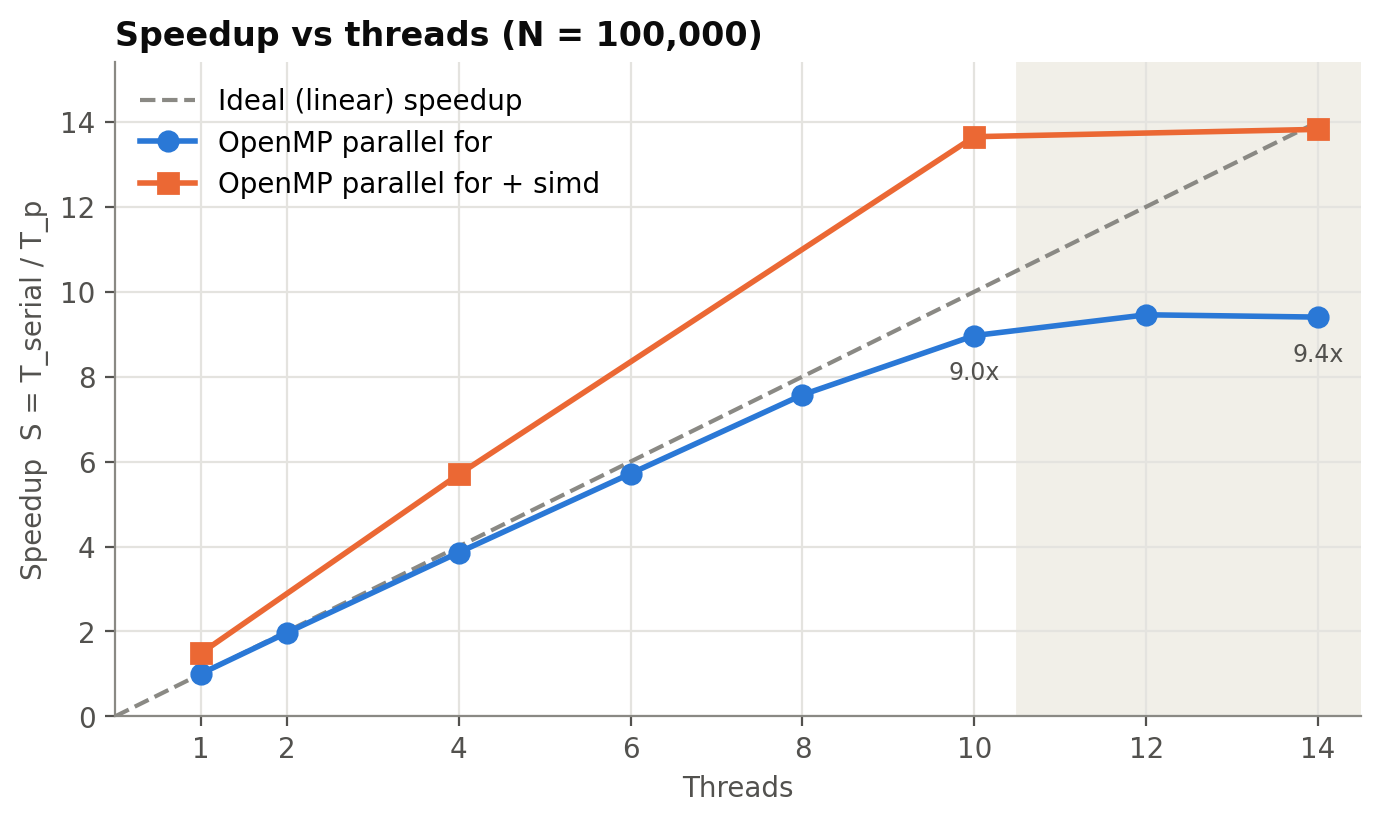 Speedup vs threads (N = 100,000)
Ideal (linear) speedup
OpenMP parallel for
OpenMP parallel for + simd
Speedup  S = T_serial / T_p
14
12
10
8
6
4
2
0
9.0x
9.4x
1 2 4 6 8 10 12 14
Threads